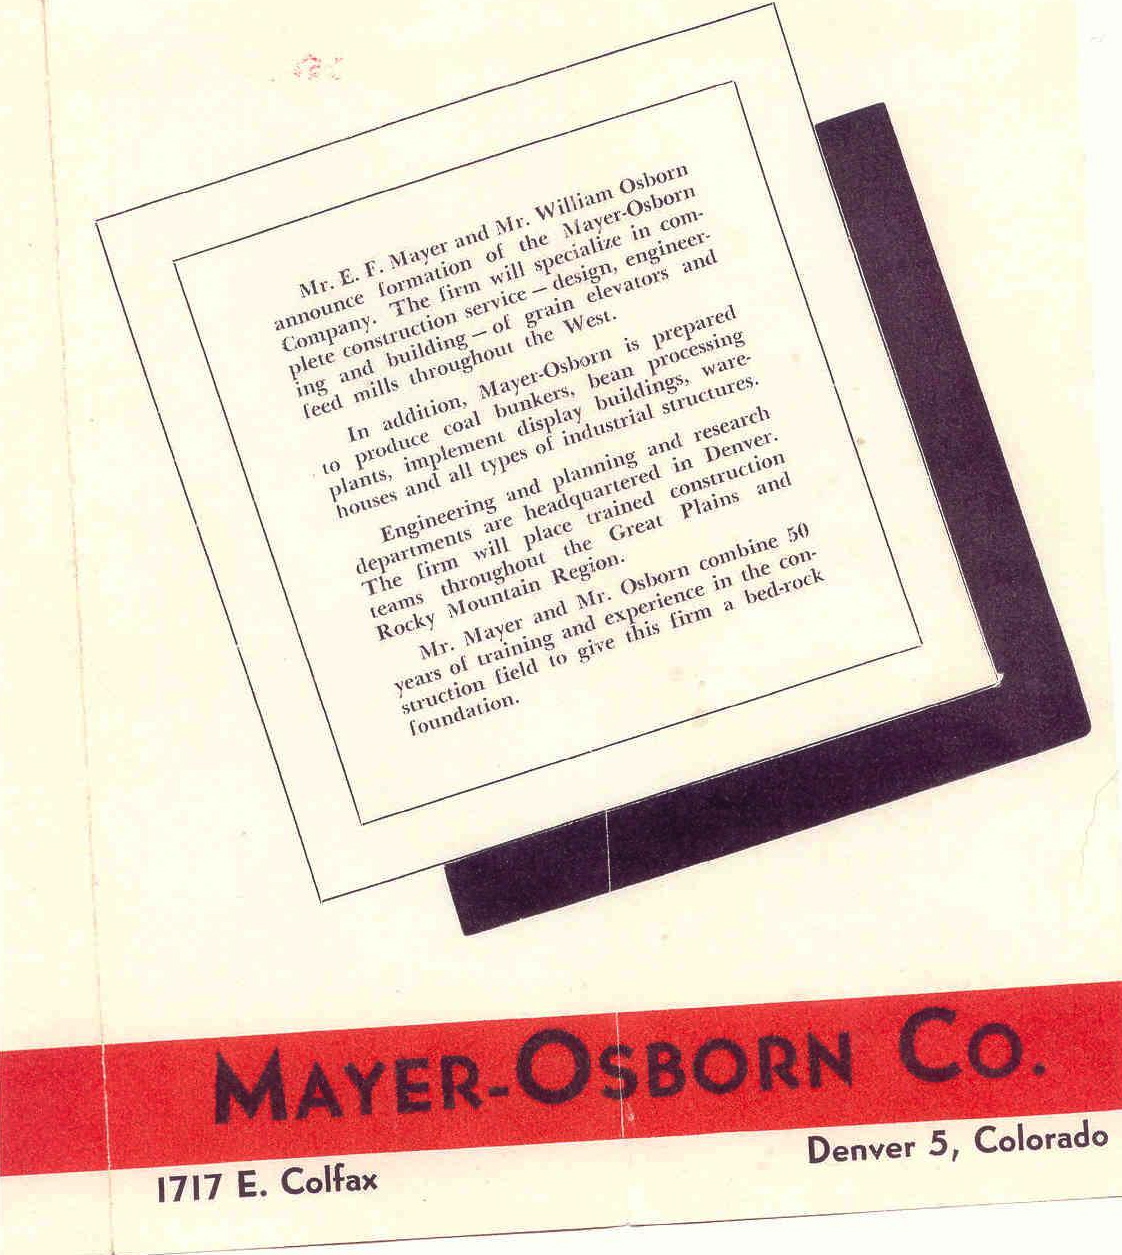 Mr. E. F. Mayer and Mr. William Osborn
announce formation of the Mayer-Osborn
Company. The firm will specialize in com-
plete construction service — design, engineer-
ing and building — of grain elevators and
feed mills throughout the West.
In addition, Mayer-Osborn is prepared
to produce coal bunkers, bean processing
plants, implement display buildings, ware-
houses and all types of industrial structures.
Engineering and planning and research
departments are headquartered in Denver.
The firm will place trained construction
teams throughout the Great Plains and
Rocky Mountain Region.
Mr. Mayer and Mr. Osborn combine 50
years of training and experience in the con-
struction field to give this firm a bed-rock
foundation.
MAYER-OSBORN CO.
1717 E. Colfax
Denver 5, Colorado